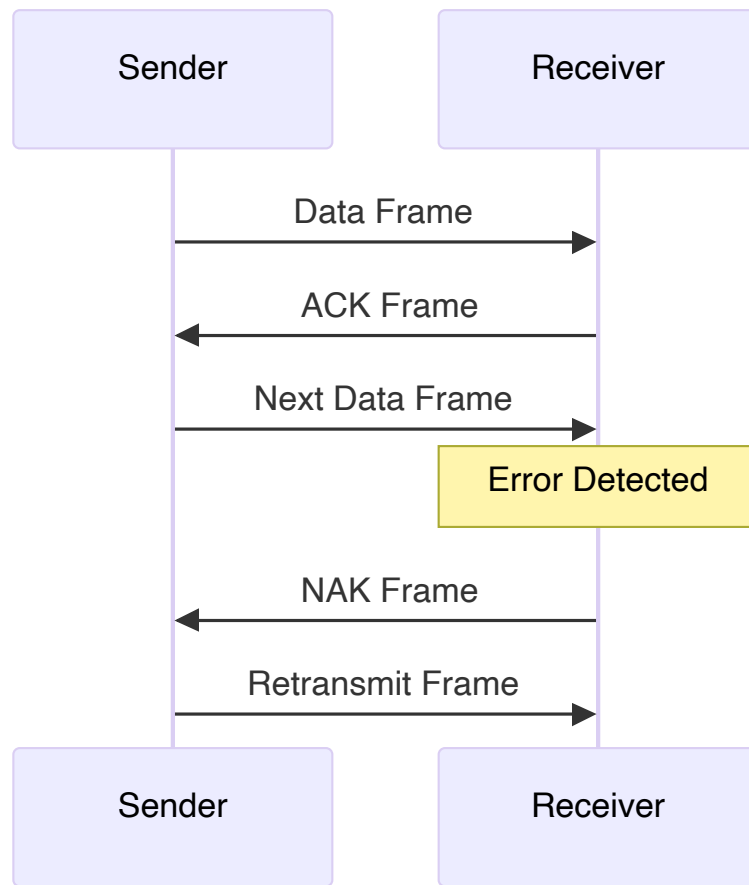 Sender
Receiver
Data Frame
ACK Frame
Next Data Frame
Error Detected
NAK Frame
Retransmit Frame
Sender
Receiver